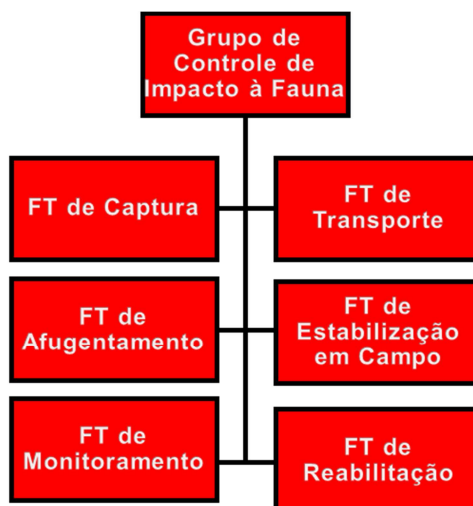 Grupo de
Controle de
Impacto à Fauna
FT de Captura
FT de
Transporte
FT de
Afugentamento
FT de
Estabilização
em Campo
FT de
Monitoramento
FT de
Reabilitação